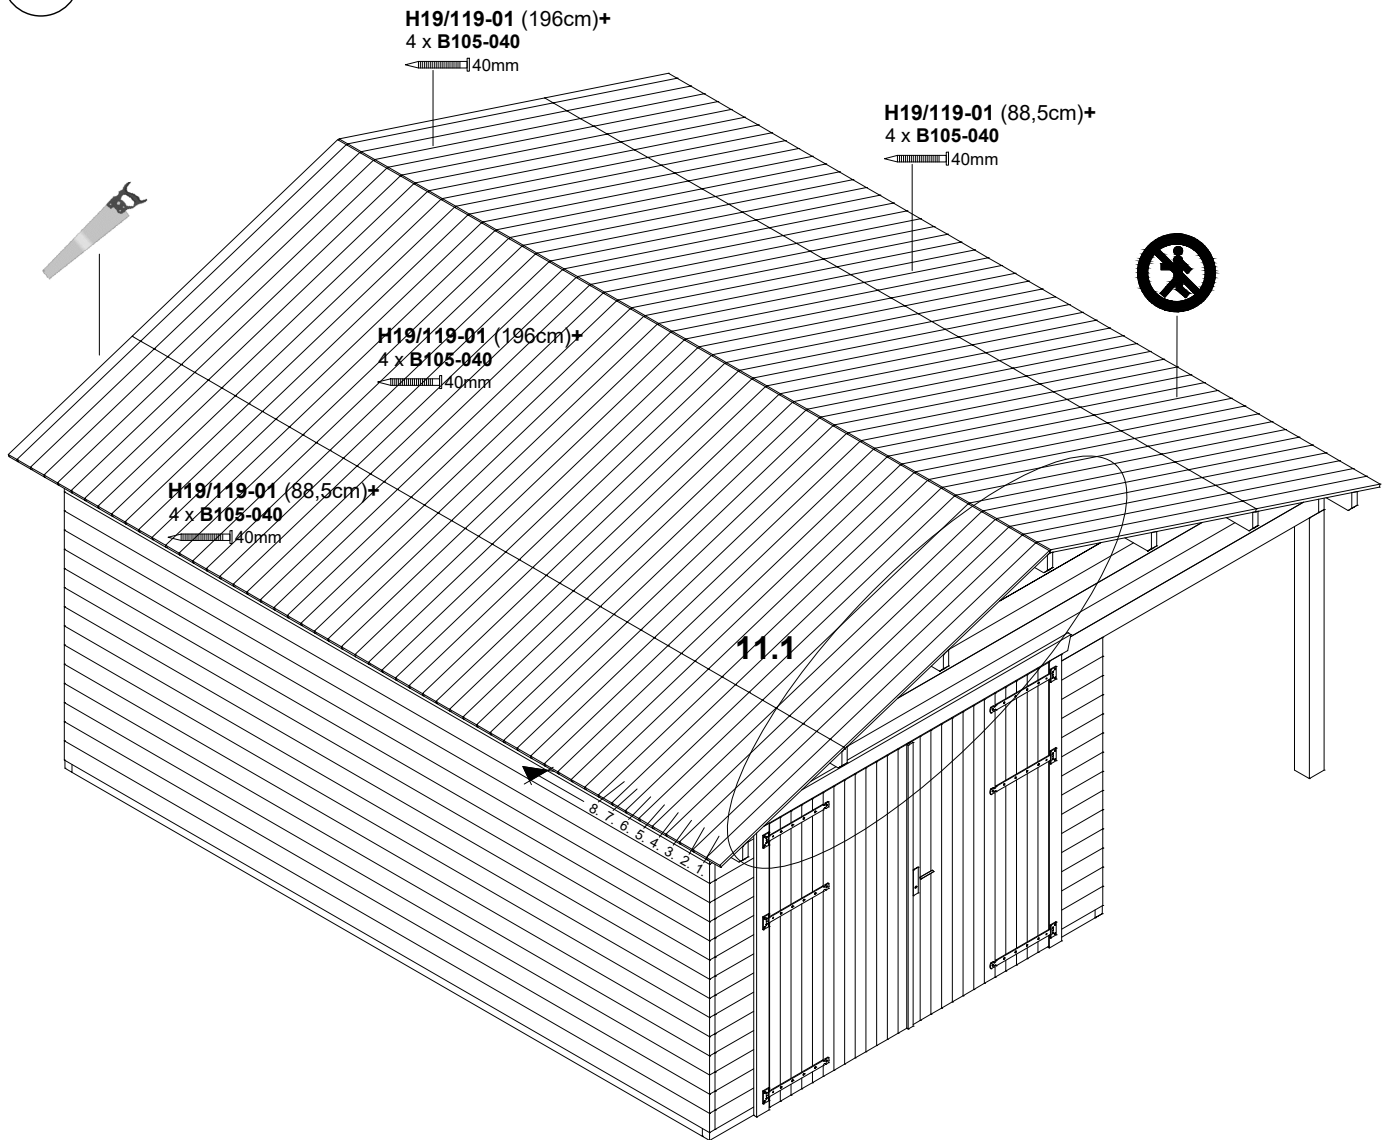 H19/119-01 (196cm)+
4 x B105-040
40mm
H19/119-01 (88,5cm)+
4 x B105-040
40mm
H19/119-01 (196cm)+
4 x B105-040
40mm
H19/119-01 (88,5cm)+
4 x B105-040
40mm
11.1
8. 7. 6. 5. 4. 3. 2. 1.